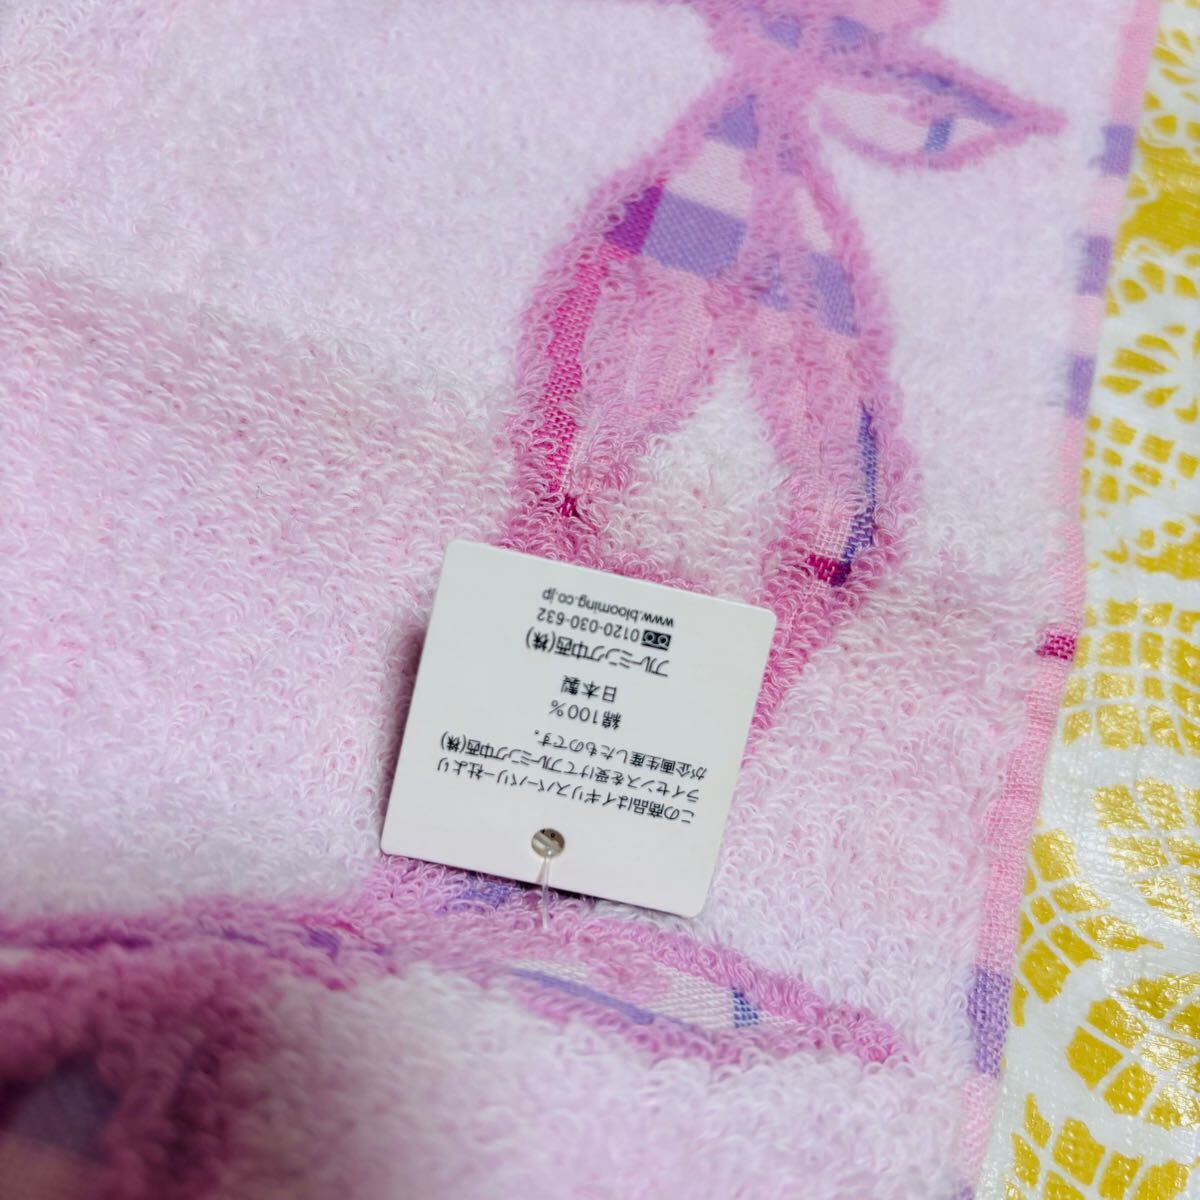 この商品はイギリスバーバリー社より
ライセンスを受けてブルーミング中西(株)
が企画生産したものです。
綿100%
日本製
ブルーミング中西(株)
0120-030-632
www.blooming.co.jp